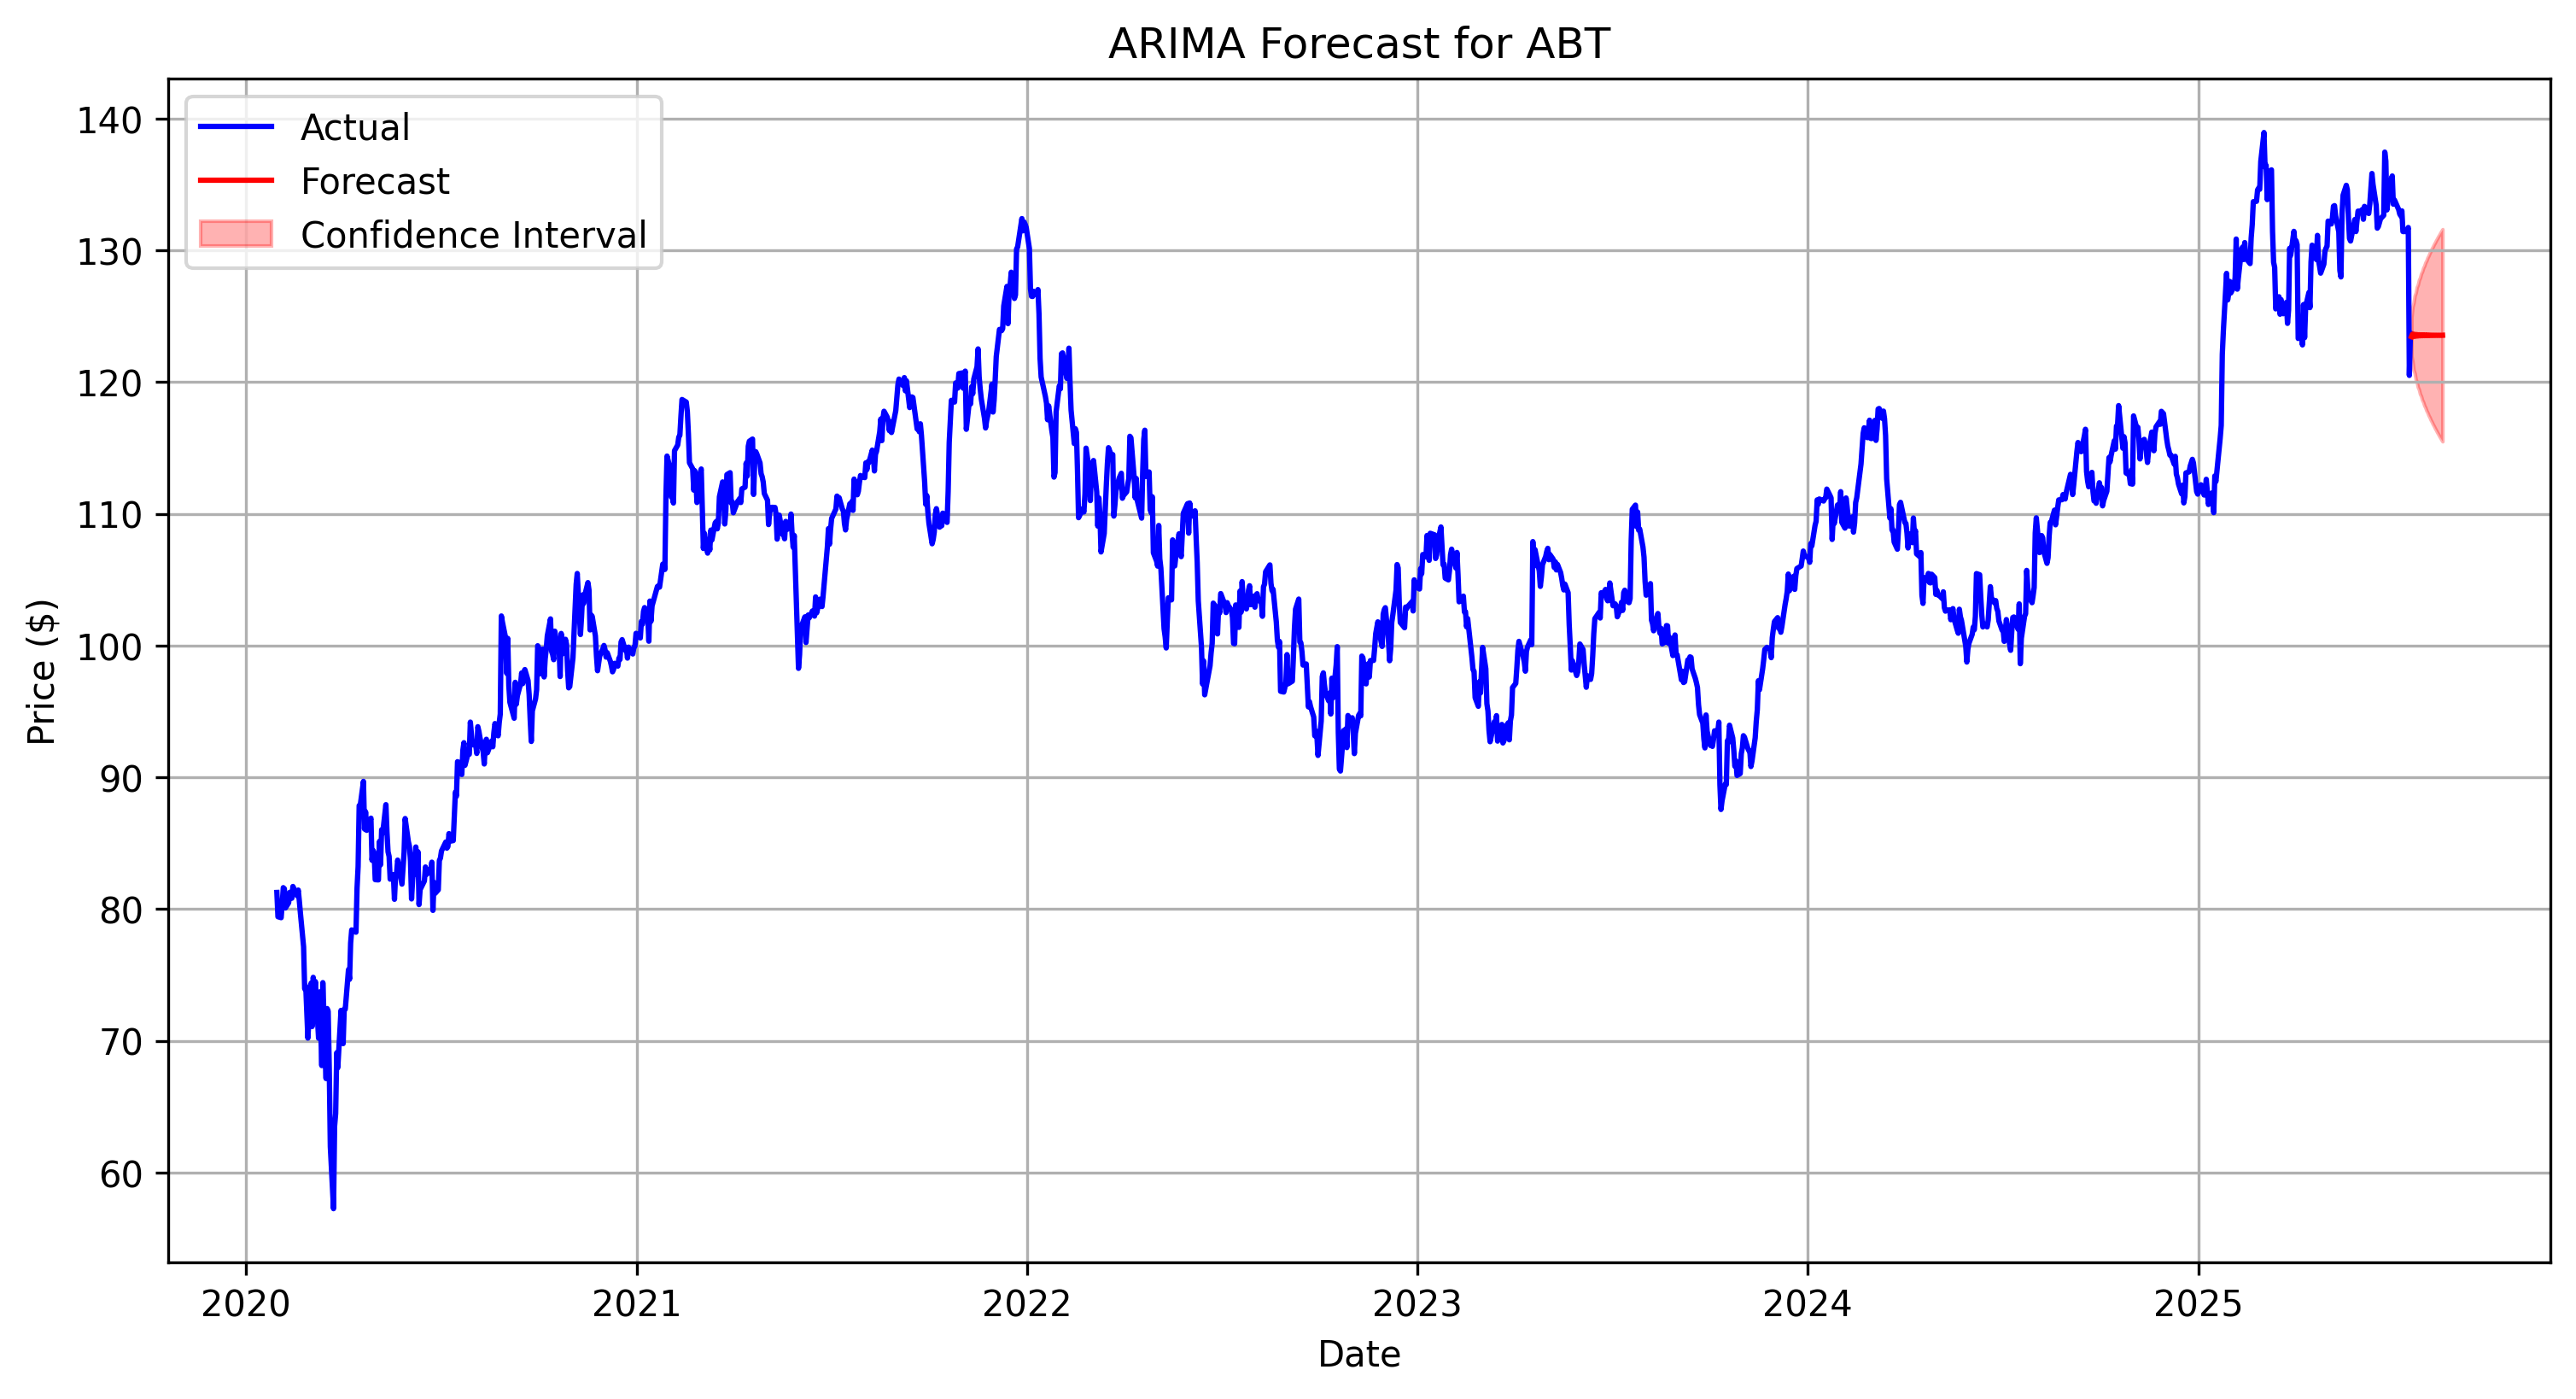 ARIMA Forecast for ABT
Actual
Forecast
Confidence Interval
140
130
120
110
100
90
80
70
60
Price ($)
2020 2021 2022 2023 2024 2025
Date